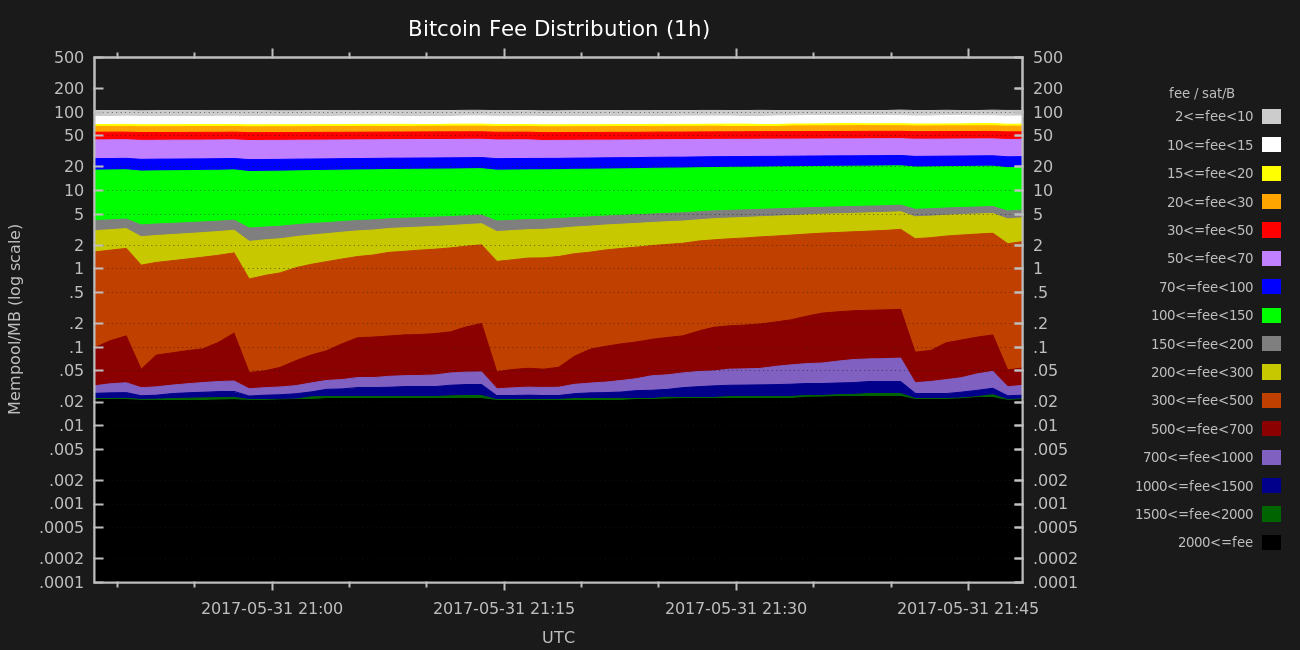 Bitcoin Fee Distribution (1h)
Mempool/MB (log scale)
500
200
100
50
20
10
5
2
1
.5
.2
.1
.05
.02
.01
.005
.002
.001
.0005
.0002
.0001
500
200
100
50
20
10
5
2
1
.5
.2
.1
.05
.02
.01
.005
.002
.001
.0005
.0002
.0001
2017-05-31 21:00
2017-05-31 21:15
2017-05-31 21:30
2017-05-31 21:45
UTC
fee / sat/B
2<=fee<10
10<=fee<15
15<=fee<20
20<=fee<30
30<=fee<50
50<=fee<70
70<=fee<100
100<=fee<150
150<=fee<200
200<=fee<300
300<=fee<500
500<=fee<700
700<=fee<1000
1000<=fee<1500
1500<=fee<2000
2000<=fee